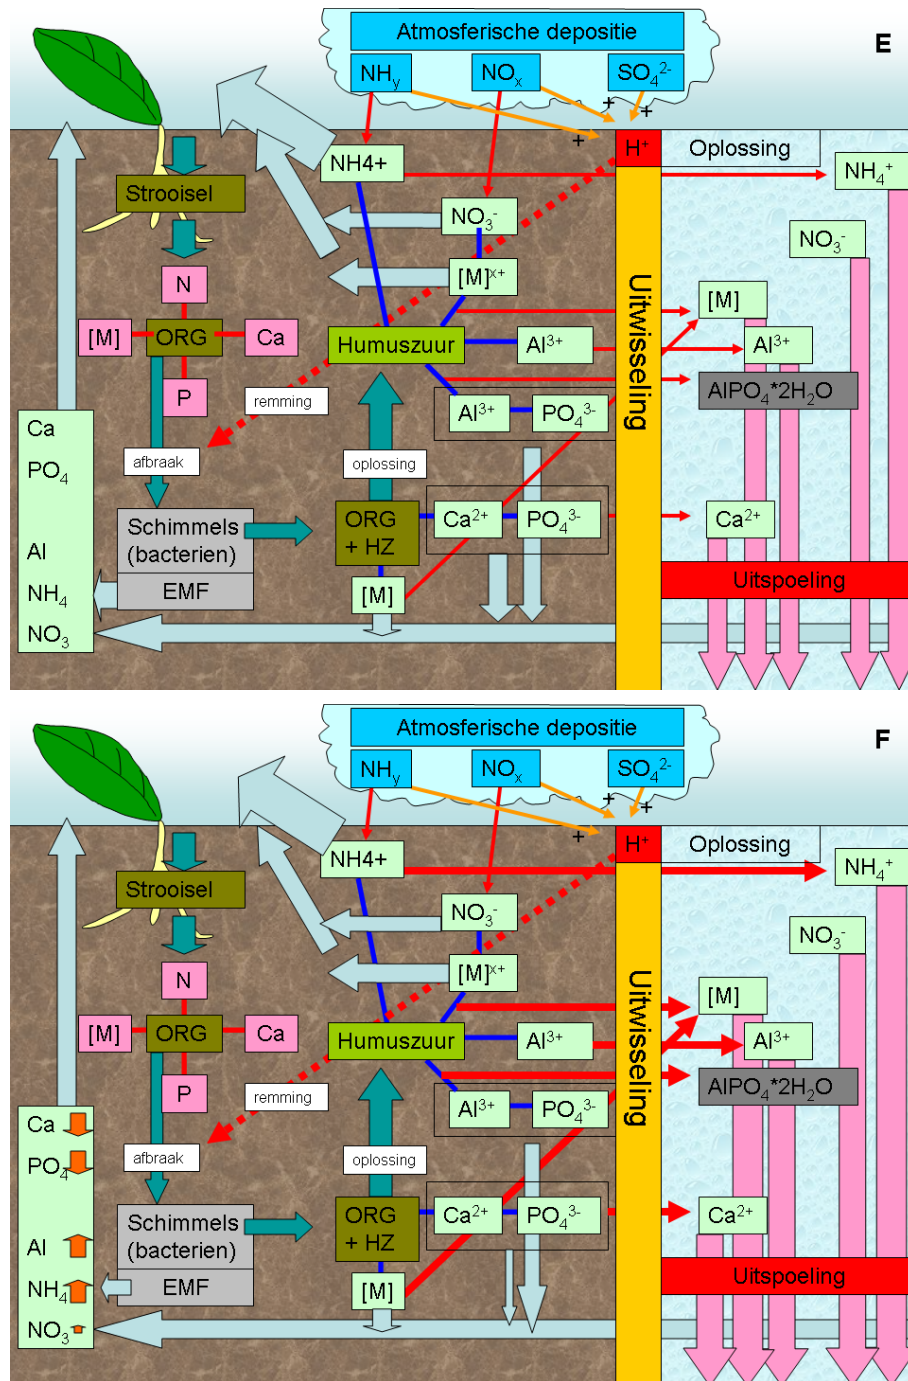 Atmosferische depositie
E
NHy
NOx
SO4²⁻
+
+
+
H⁺
Oplossing
NH4+
NH4⁺
Strooisel
NO3⁻
NO3⁻
N
[M]ˣ⁺
[M]
[M]
ORG
Ca
Humuszuur
Al³⁺
Uitwisseling
Al³⁺
P
remming
Al³⁺
PO4³⁻
AlPO4*2H2O
Ca
PO4
afbraak
oplossing
Al
Schimmels
(bacterien)
ORG
+ HZ
Ca²⁺
PO4³⁻
Ca²⁺
NH4
EMF
[M]
Uitspoeling
NO3
Atmosferische depositie
F
NHy
NOx
SO4²⁻
+
+
+
H⁺
Oplossing
NH4+
NH4⁺
Strooisel
NO3⁻
NO3⁻
N
[M]ˣ⁺
[M]
[M]
ORG
Ca
Humuszuur
Al³⁺
Uitwisseling
Al³⁺
P
remming
Al³⁺
PO4³⁻
AlPO4*2H2O
Ca
PO4
afbraak
oplossing
Al
Schimmels
(bacterien)
ORG
+ HZ
Ca²⁺
PO4³⁻
Ca²⁺
NH4
EMF
[M]
Uitspoeling
NO3